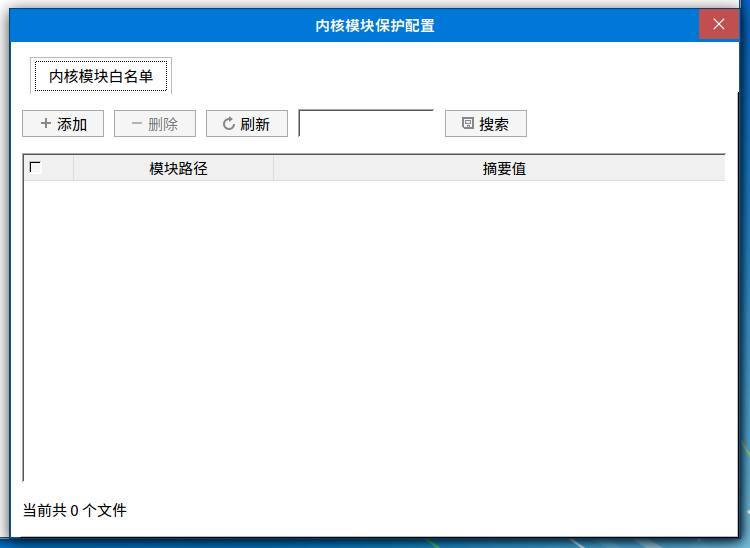 内核模块保护配置
内核模块白名单
添加 删除 刷新 搜索
模块路径 摘要值
当前共 0 个文件